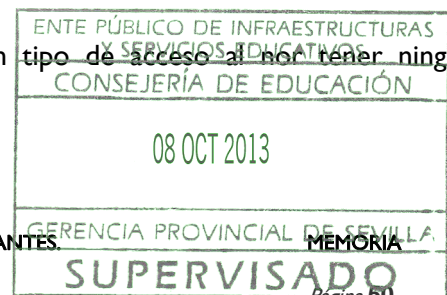 ENTE PÚBLICO DE INFRAESTRUCTURAS
Y SERVICIOS EDUCATIVOS
n tipo de acceso al nor tener ning
CONSEJERÍA DE EDUCACIÓN
08 OCT 2013
GERENCIA PROVINCIAL DE SEVILLA
ANTES. MEMORIA
SUPERVISADO
Página 60